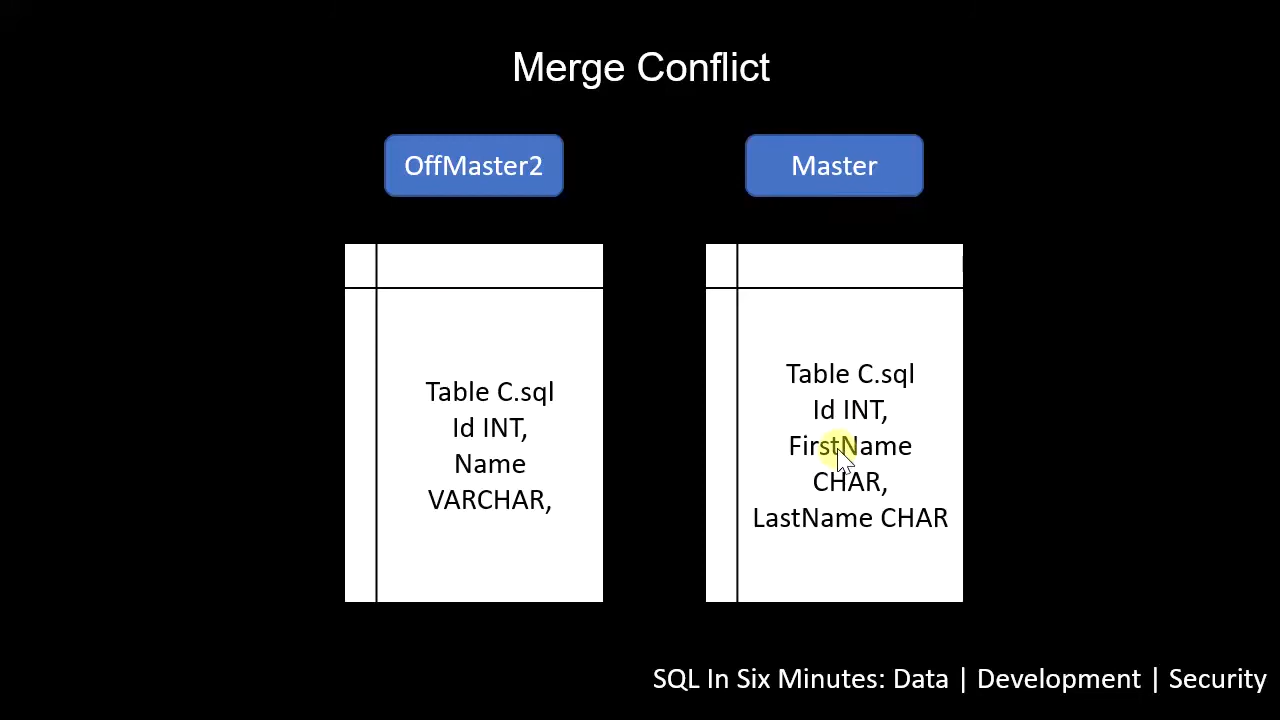 Merge Conflict
OffMaster2
Master
Table C.sql
Id INT,
Name
VARCHAR,
Table C.sql
Id INT,
FirstName
CHAR,
LastName CHAR
SQL In Six Minutes: Data | Development | Security